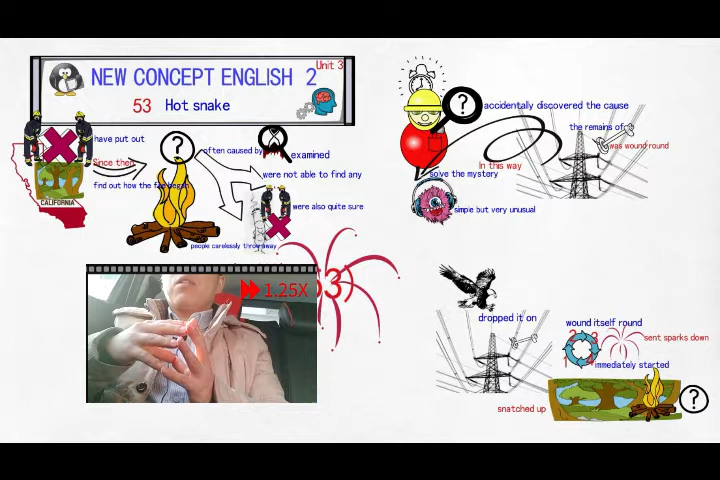 Unit 3
NEW CONCEPT ENGLISH 2
53 Hot snake
have put out
Since then
find out how the fire began
CALIFORNIA
?
often caused by
examined
were not able to find any
were also quite sure
people carelessly throw away
3)
1.25X
?
accidentally discovered the cause
the remains of
was wound round
In this way
solve the mystery
simple but very unusual
dropped it on
wound itself round
sent sparks down
immediately started
snatched up
?